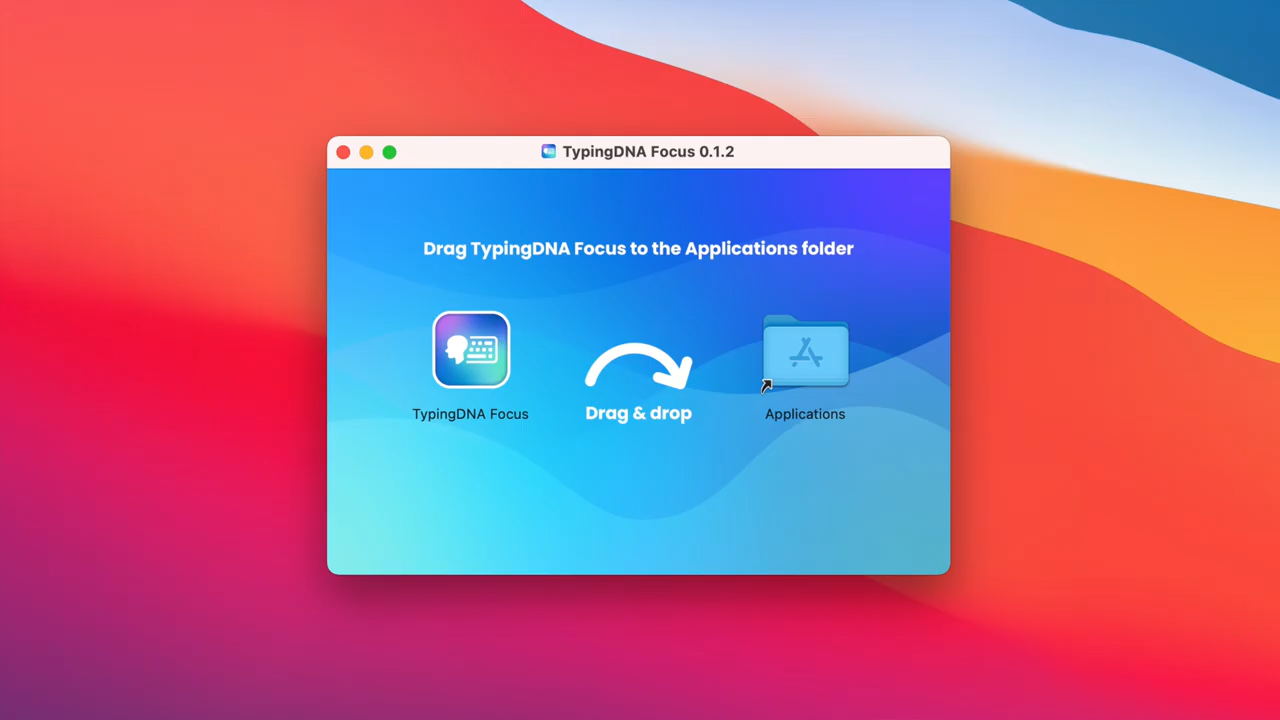 TypingDNA Focus 0.1.2
Drag TypingDNA Focus to the Applications folder
TypingDNA Focus
Drag & drop
Applications